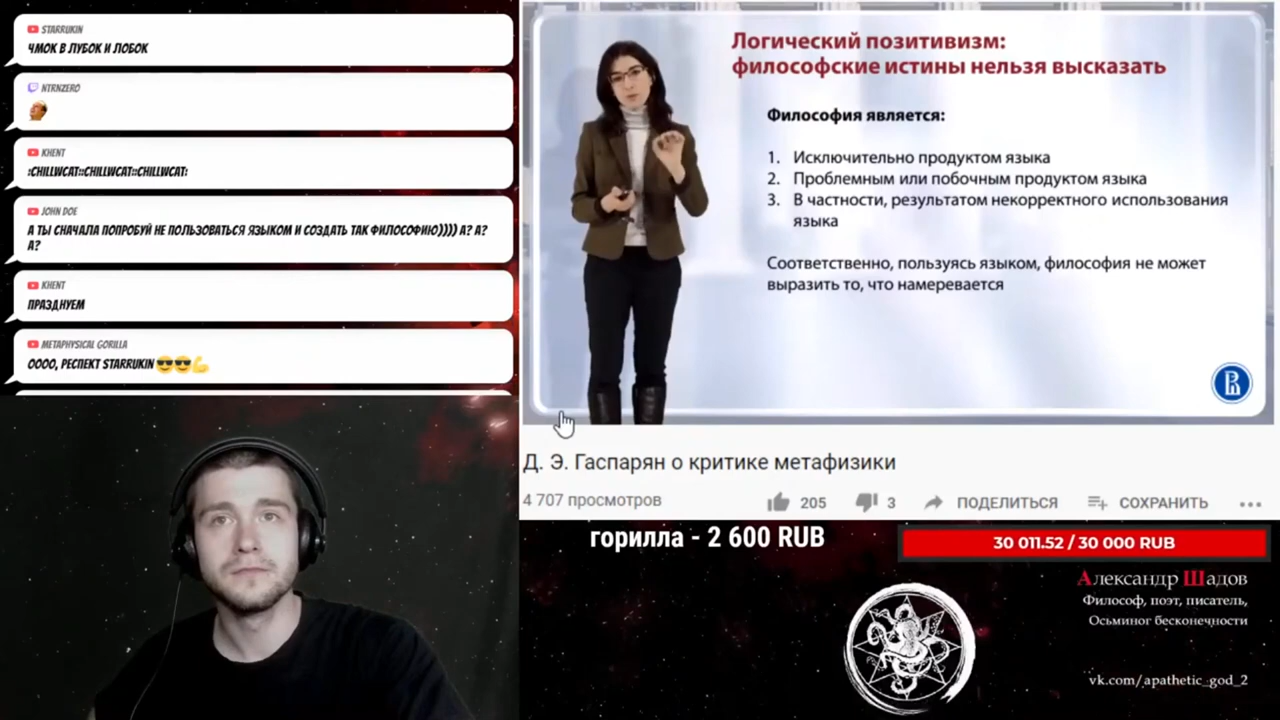 STARRUKIN
ЧМОК В ЛУБОК И ЛОБОК
NTRNZERO
KHENT
:CHILLWCAT::CHILLWCAT::CHILLWCAT:
JOHN DOE
А ТЫ СНАЧАЛА ПОПРОБУЙ НЕ ПОЛЬЗОВАТЬСЯ ЯЗЫКОМ И СОЗДАТЬ ТАК ФИЛОСОФИЮ)))) А? А?
А?
KHENT
ПРАЗДНУЕМ
METAPHYSICAL GORILLA
ОООО, РЕСПЕКТ STARRUKIN😎😎💪
Логический позитивизм:
философские истины нельзя высказать
Философия является:
1. Исключительно продуктом языка
2. Проблемным или побочным продуктом языка
3. В частности, результатом некорректного использования
языка
Соответственно, пользуясь языком, философия не может
выразить то, что намеревается
Д. Э. Гаспарян о критике метафизики
4 707 просмотров
205
3
ПОДЕЛИТЬСЯ
СОХРАНИТЬ
горилла - 2 600 RUB
30 011.52 / 30 000 RUB
Александр Шадов
Философ, поэт, писатель,
Осьминог бесконечности
vk.com/apathetic_god_2